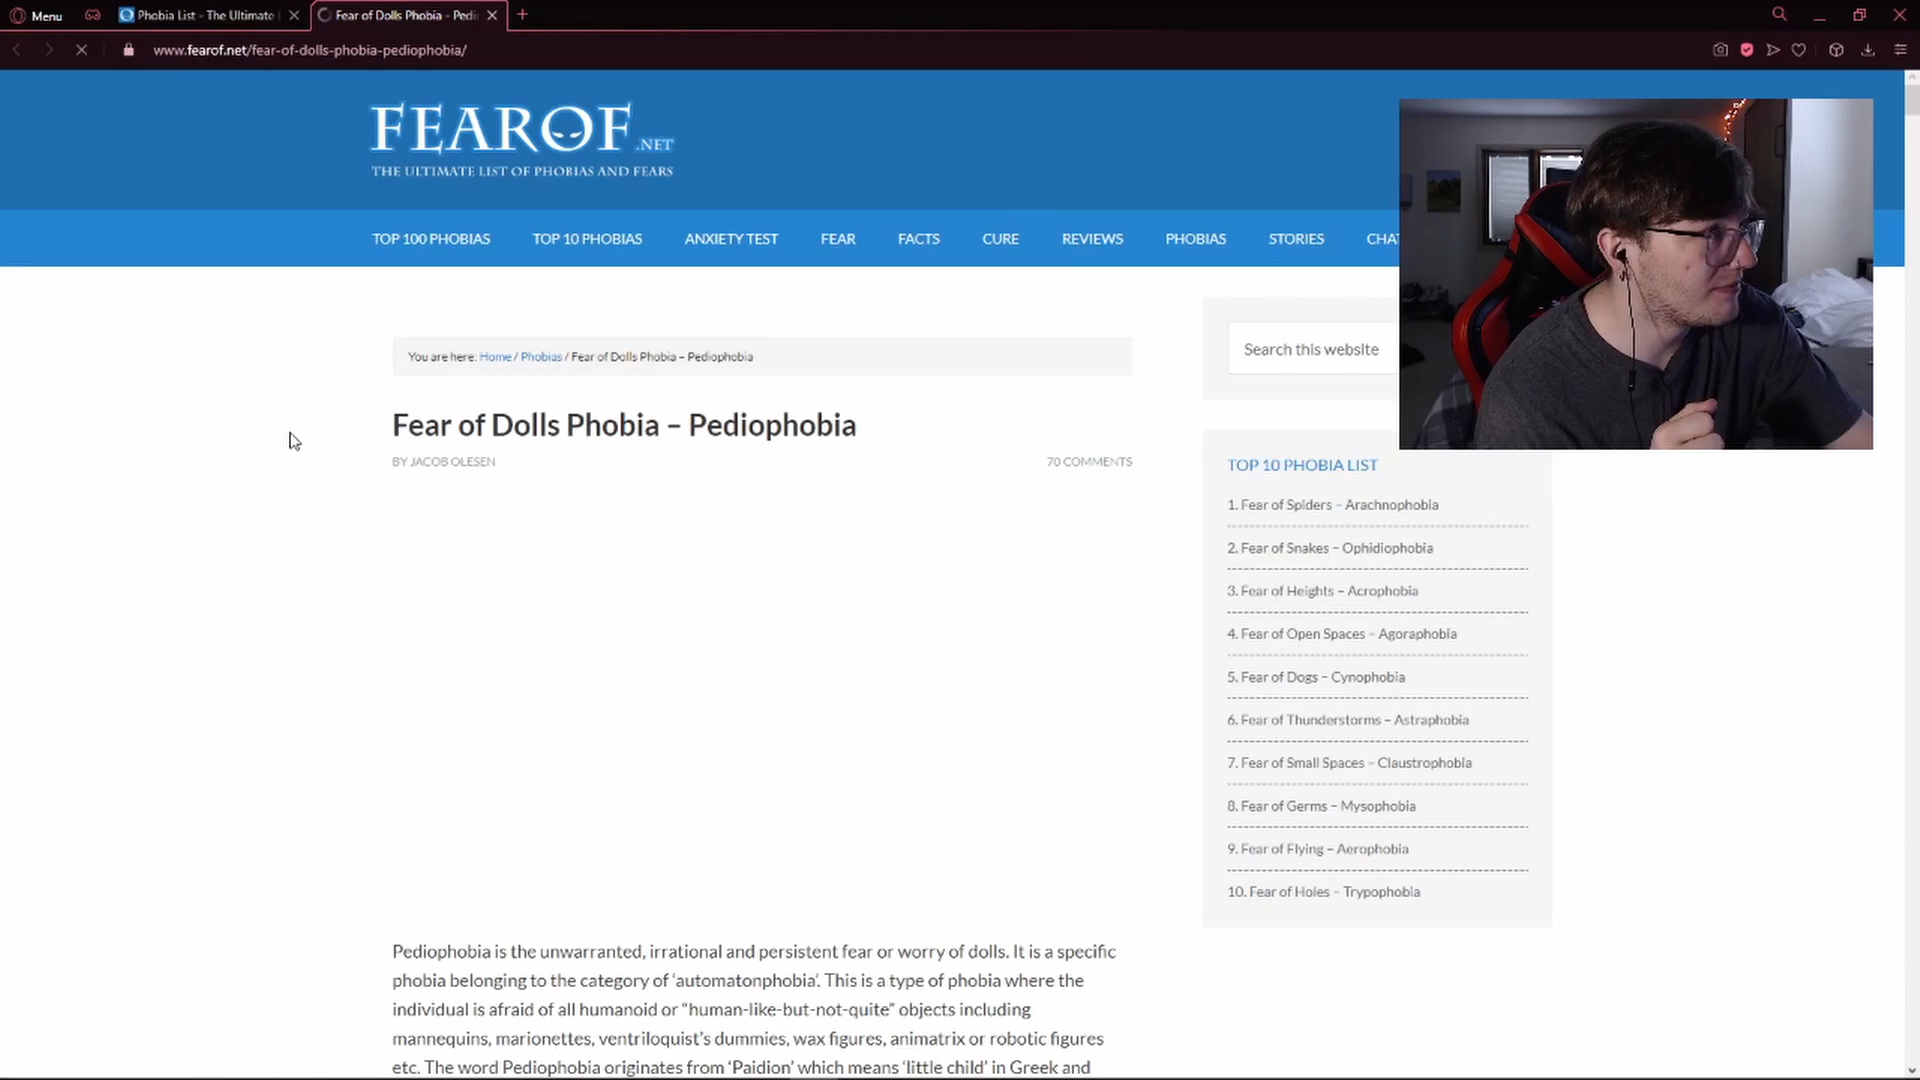 Menu
Phobia List - The Ultimate
Fear of Dolls Phobia - Pedi
www.fearof.net/fear-of-dolls-phobia-pediophobia/
FEAROF.NET
THE ULTIMATE LIST OF PHOBIAS AND FEARS
TOP 100 PHOBIAS TOP 10 PHOBIAS ANXIETY TEST FEAR FACTS CURE REVIEWS PHOBIAS STORIES CHAT
You are here: Home / Phobias / Fear of Dolls Phobia – Pediophobia
Search this website
Fear of Dolls Phobia – Pediophobia
BY JACOB OLESEN
70 COMMENTS
TOP 10 PHOBIA LIST
1. Fear of Spiders – Arachnophobia
2. Fear of Snakes – Ophidiophobia
3. Fear of Heights – Acrophobia
4. Fear of Open Spaces – Agoraphobia
5. Fear of Dogs – Cynophobia
6. Fear of Thunderstorms – Astraphobia
7. Fear of Small Spaces – Claustrophobia
8. Fear of Germs – Mysophobia
9. Fear of Flying – Aerophobia
10. Fear of Holes – Trypophobia
Pediophobia is the unwarranted, irrational and persistent fear or worry of dolls. It is a specific
phobia belonging to the category of ‘automatonphobia’. This is a type of phobia where the
individual is afraid of all humanoid or “human-like-but-not-quite” objects including
mannequins, marionettes, ventriloquist’s dummies, wax figures, animatrix or robotic figures
etc. The word Pediophobia originates from ‘Paidion’ which means ‘little child’ in Greek and